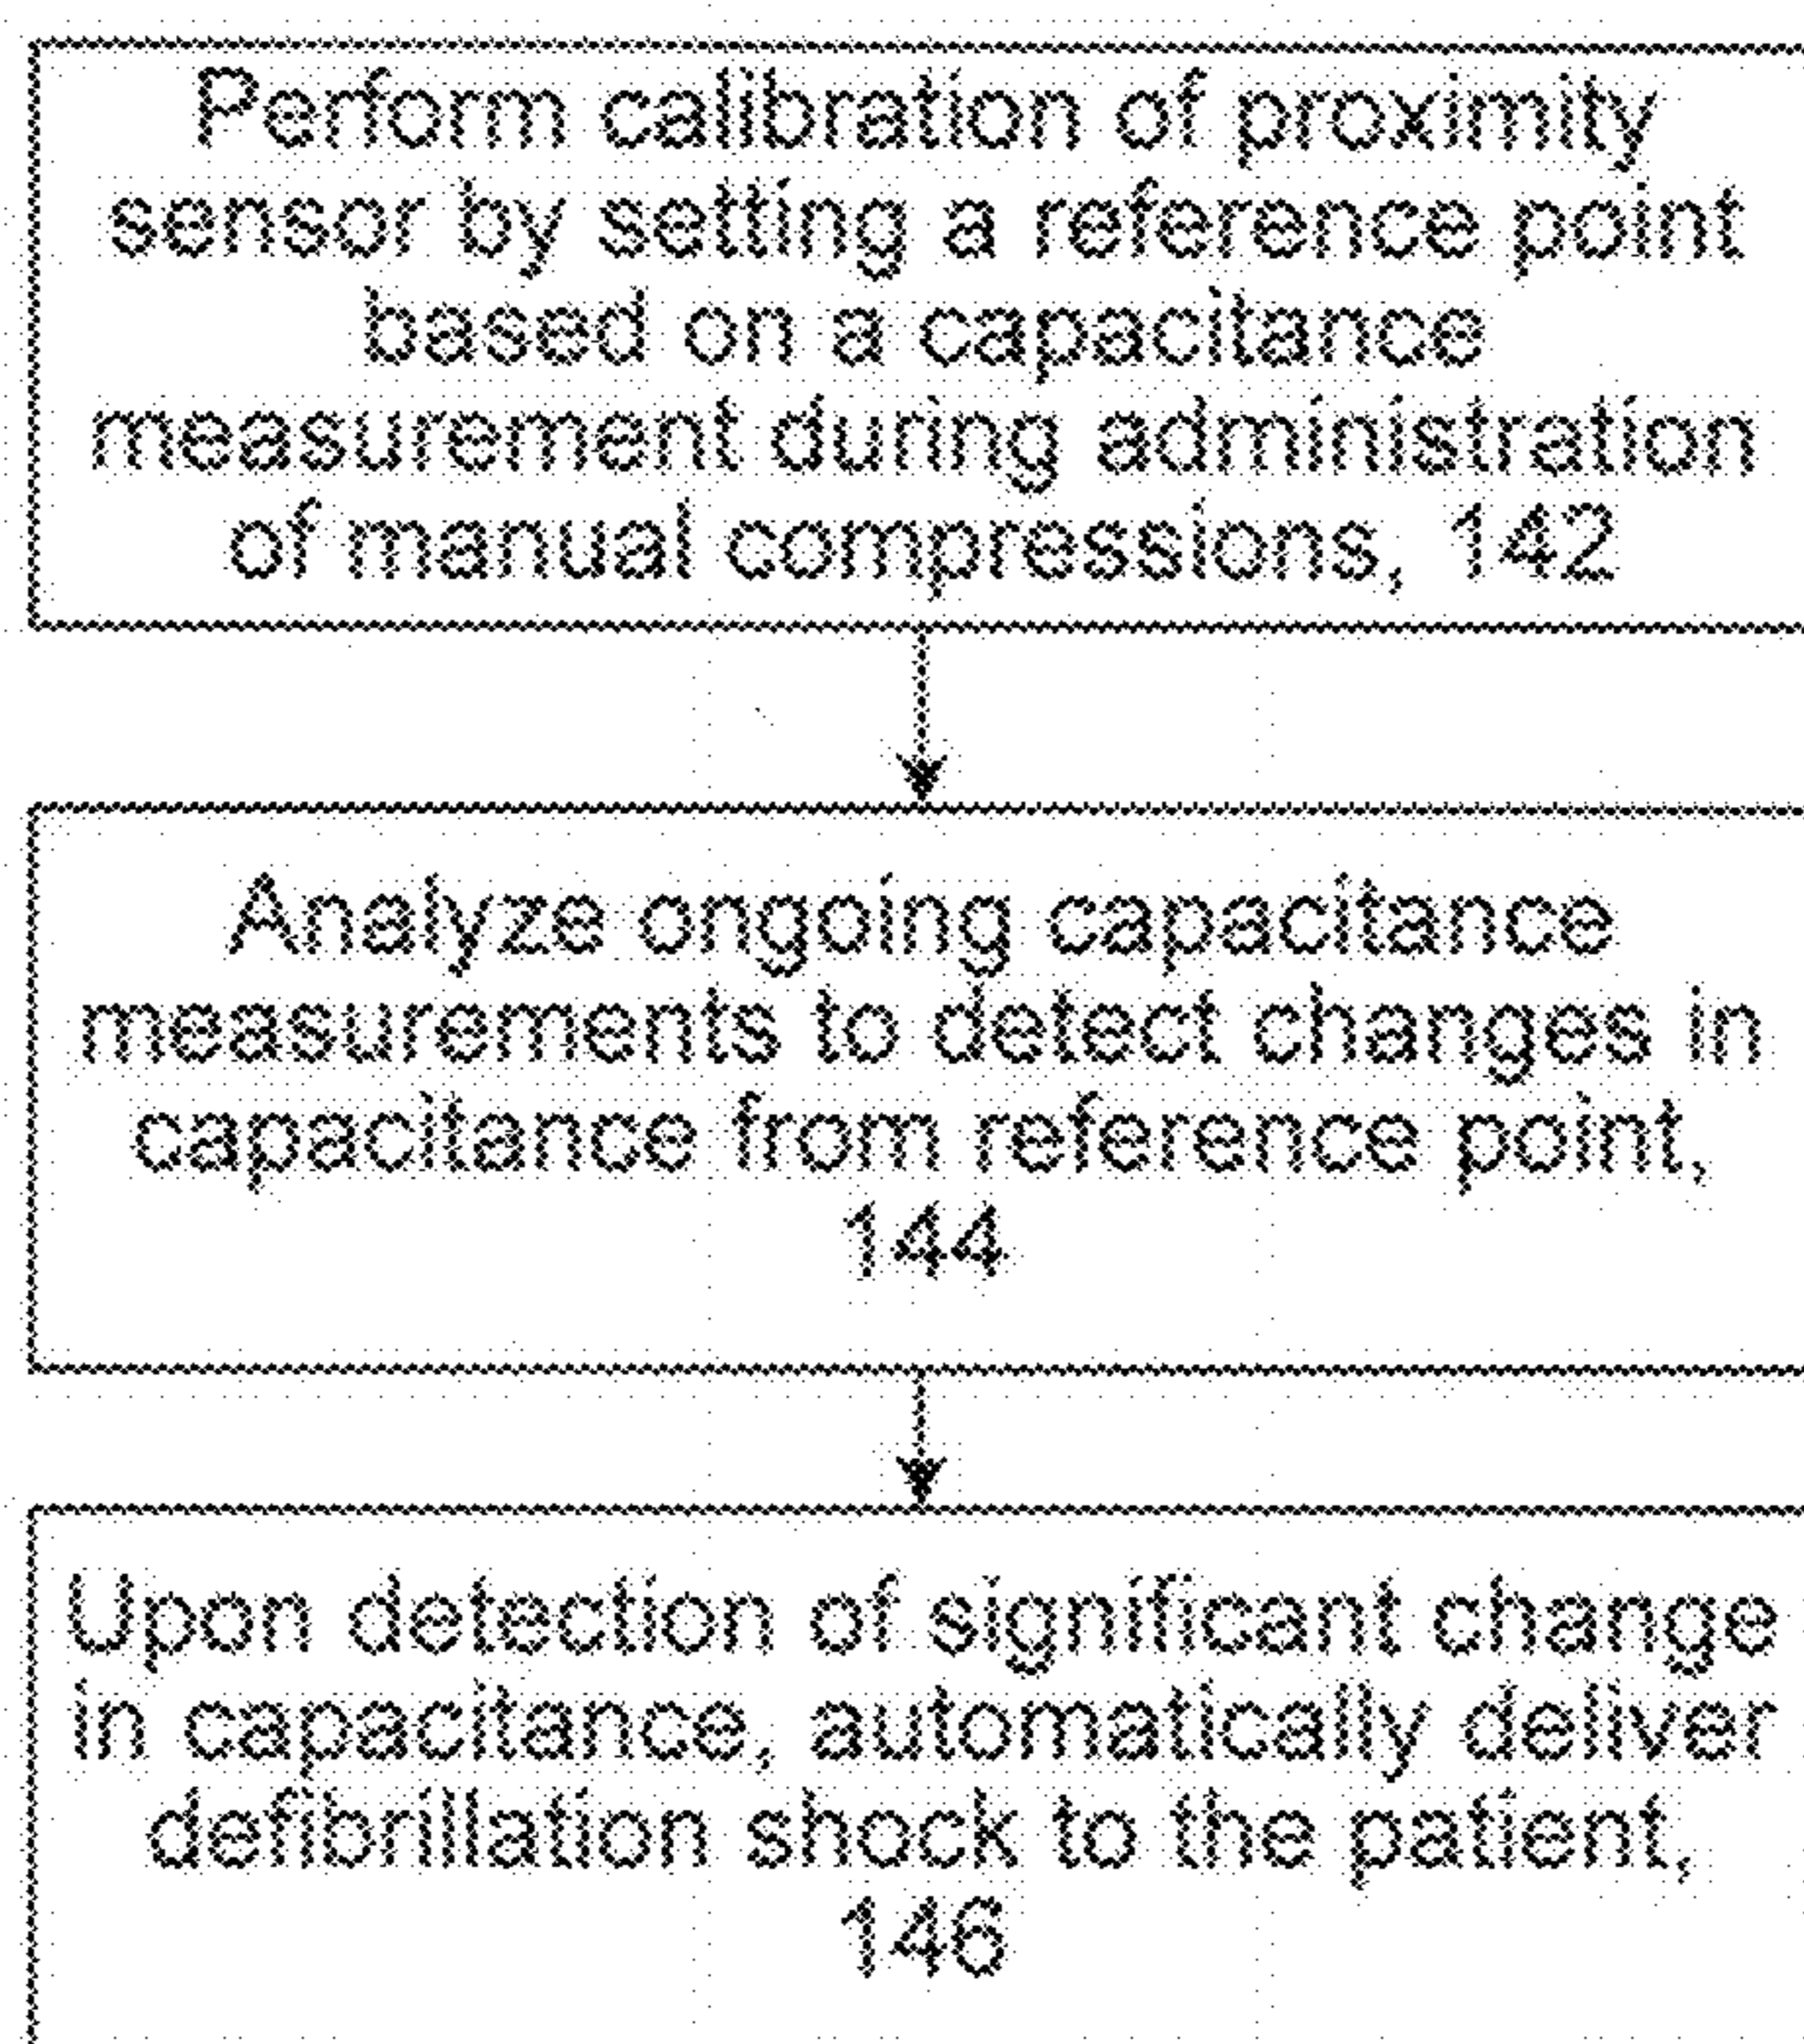 Perform calibration of proximity
sensor by setting a reference point
based on a capacitance
measurement during administration
of manual compressions, 142
Analyze ongoing capacitance
measurements to detect changes in
capacitance from reference point,
144
Upon detection of significant change
in capacitance, automatically deliver
defibrillation shock to the patient,
146